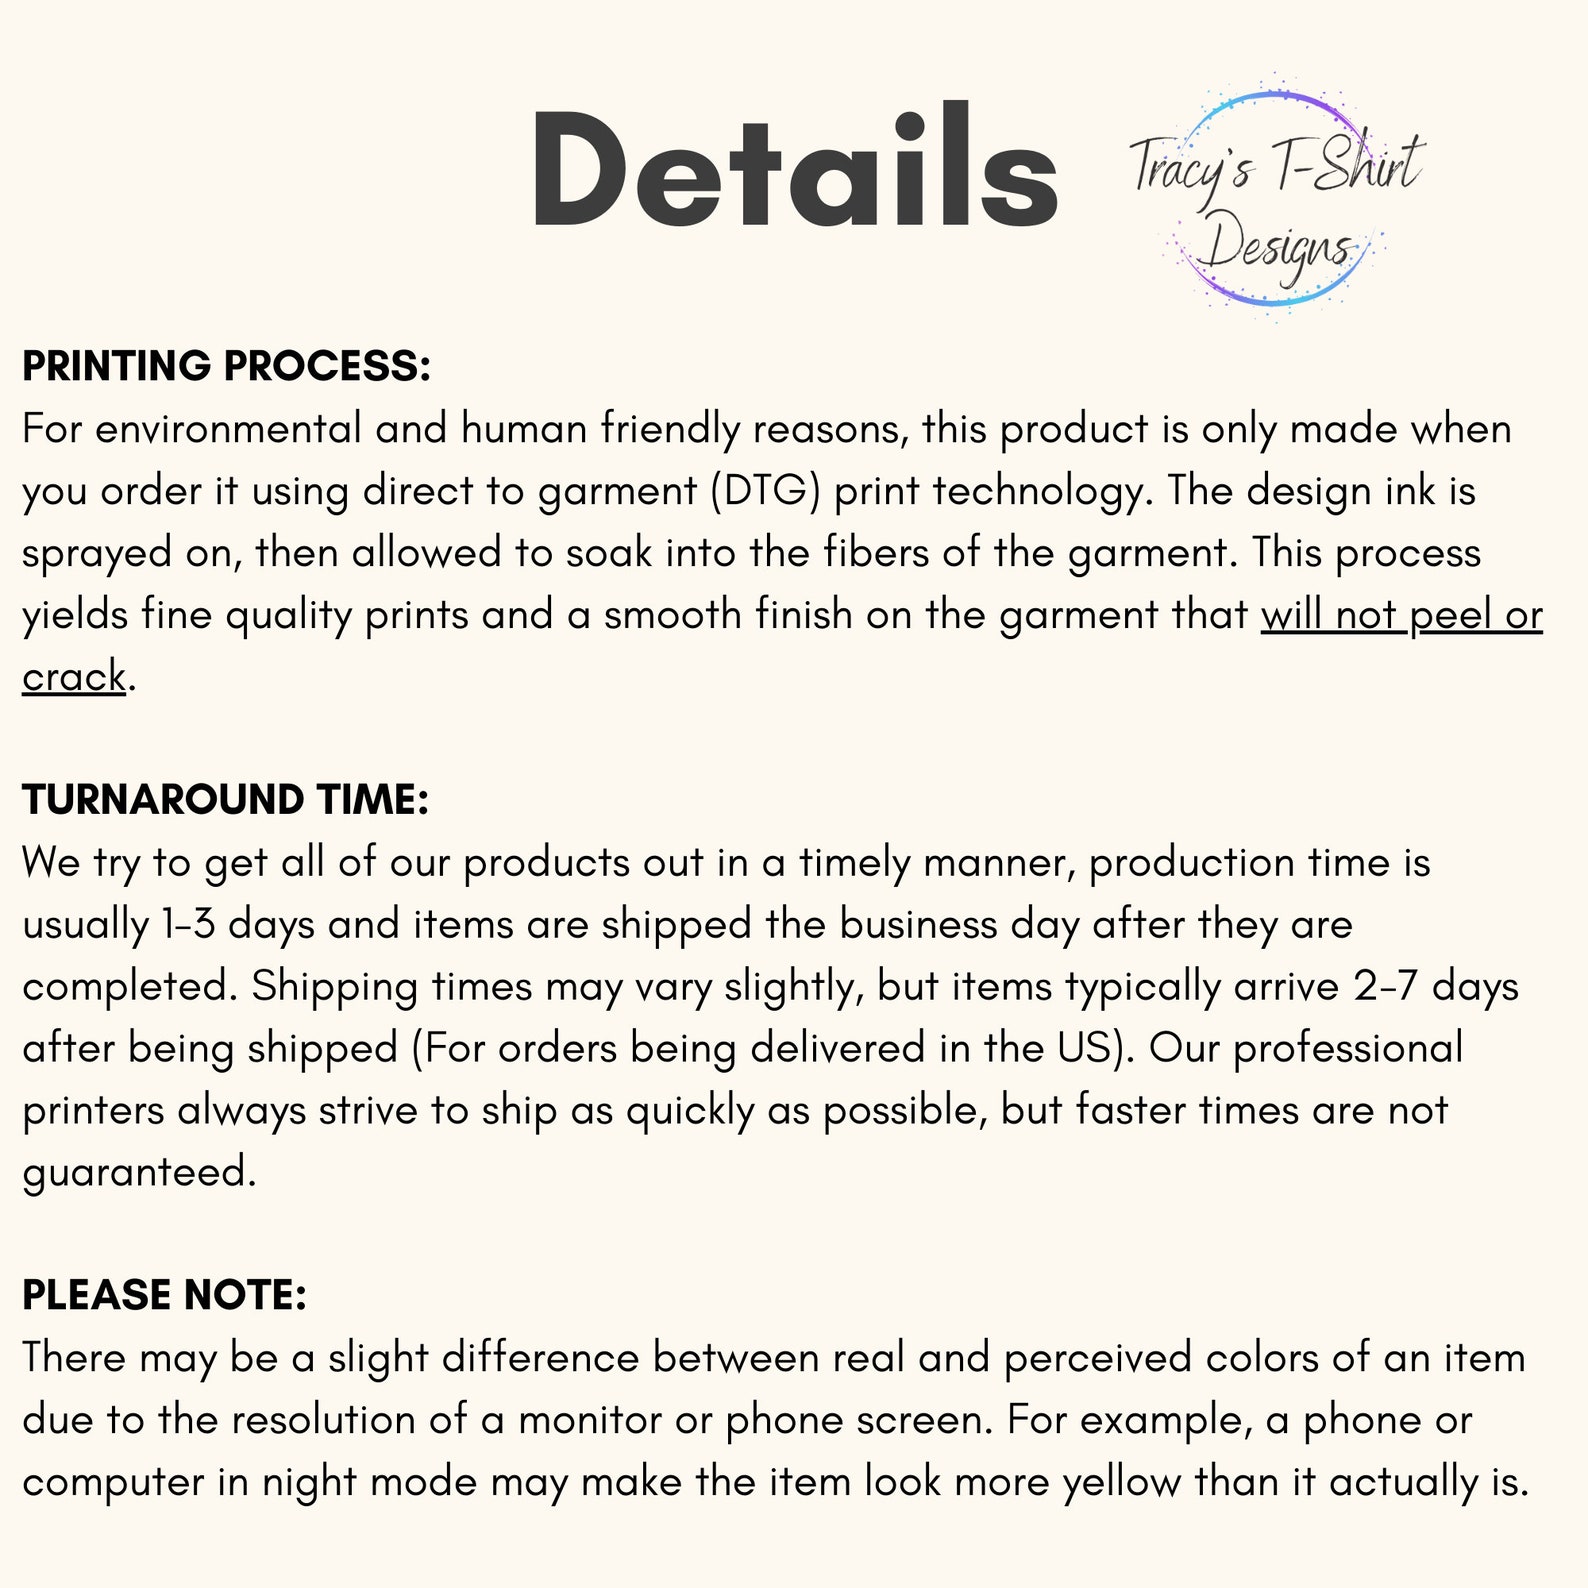 Details
Tracy's T-Shirt
Designs
PRINTING PROCESS:
For environmental and human friendly reasons, this product is only made when
you order it using direct to garment (DTG) print technology. The design ink is
sprayed on, then allowed to soak into the fibers of the garment. This process
yields fine quality prints and a smooth finish on the garment that will not peel or
crack.
TURNAROUND TIME:
We try to get all of our products out in a timely manner, production time is
usually 1-3 days and items are shipped the business day after they are
completed. Shipping times may vary slightly, but items typically arrive 2-7 days
after being shipped (For orders being delivered in the US). Our professional
printers always strive to ship as quickly as possible, but faster times are not
guaranteed.
PLEASE NOTE:
There may be a slight difference between real and perceived colors of an item
due to the resolution of a monitor or phone screen. For example, a phone or
computer in night mode may make the item look more yellow than it actually is.